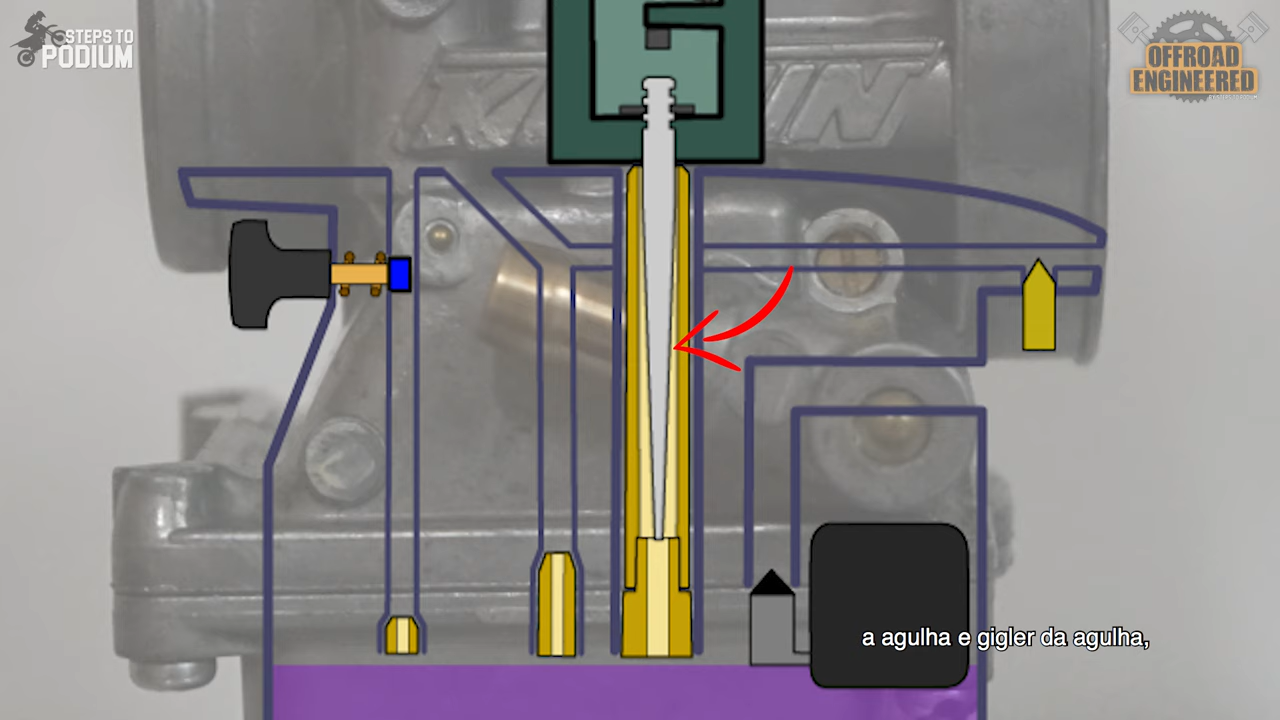 STEPS TO
PODIUM
OFFROAD
ENGINEERED
a agulha e gigler da agulha,